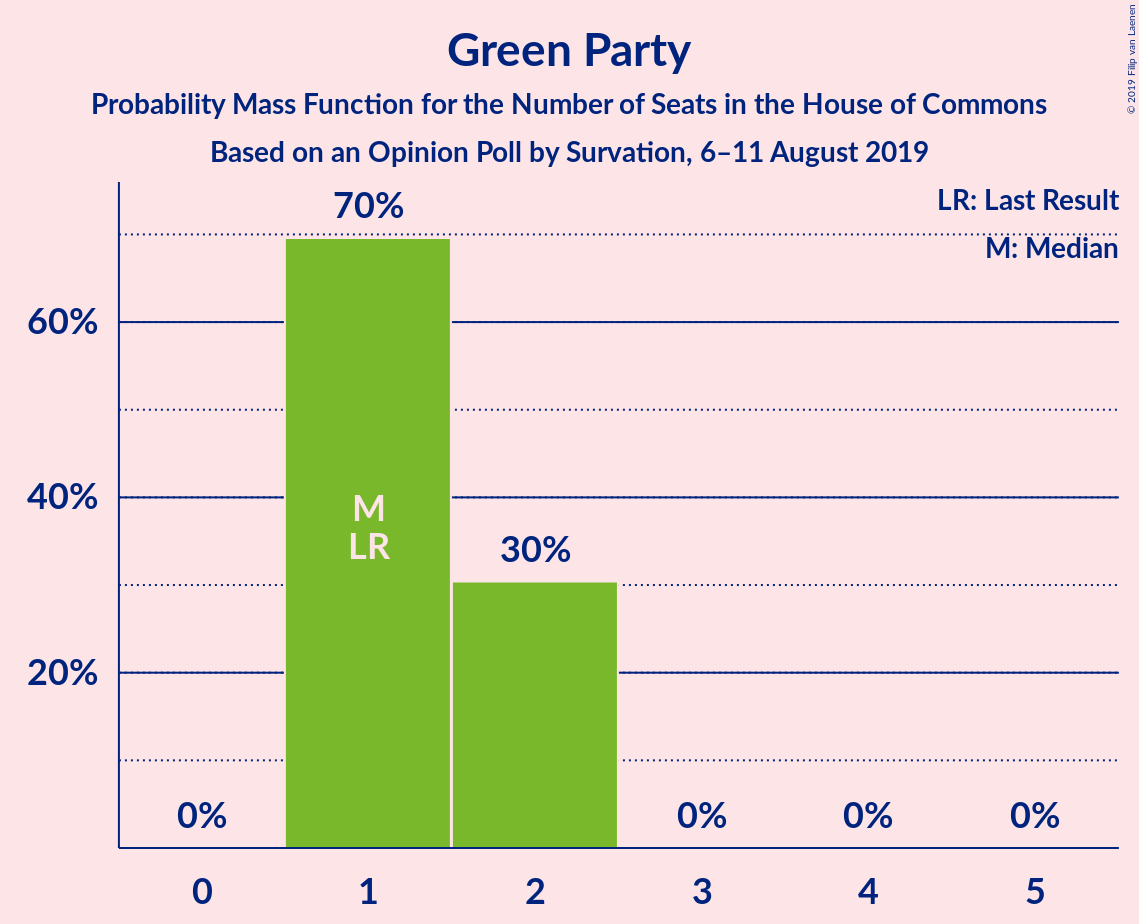 Green Party
Probability Mass Function for the Number of Seats in the House of Commons
Based on an Opinion Poll by Survation, 6–11 August 2019
© 2019 Filip van Laenen
LR: Last Result
M: Median
70%
60%
40%
M
LR
30%
20%
0%
0%
0%
0%
0
1
2
3
4
5